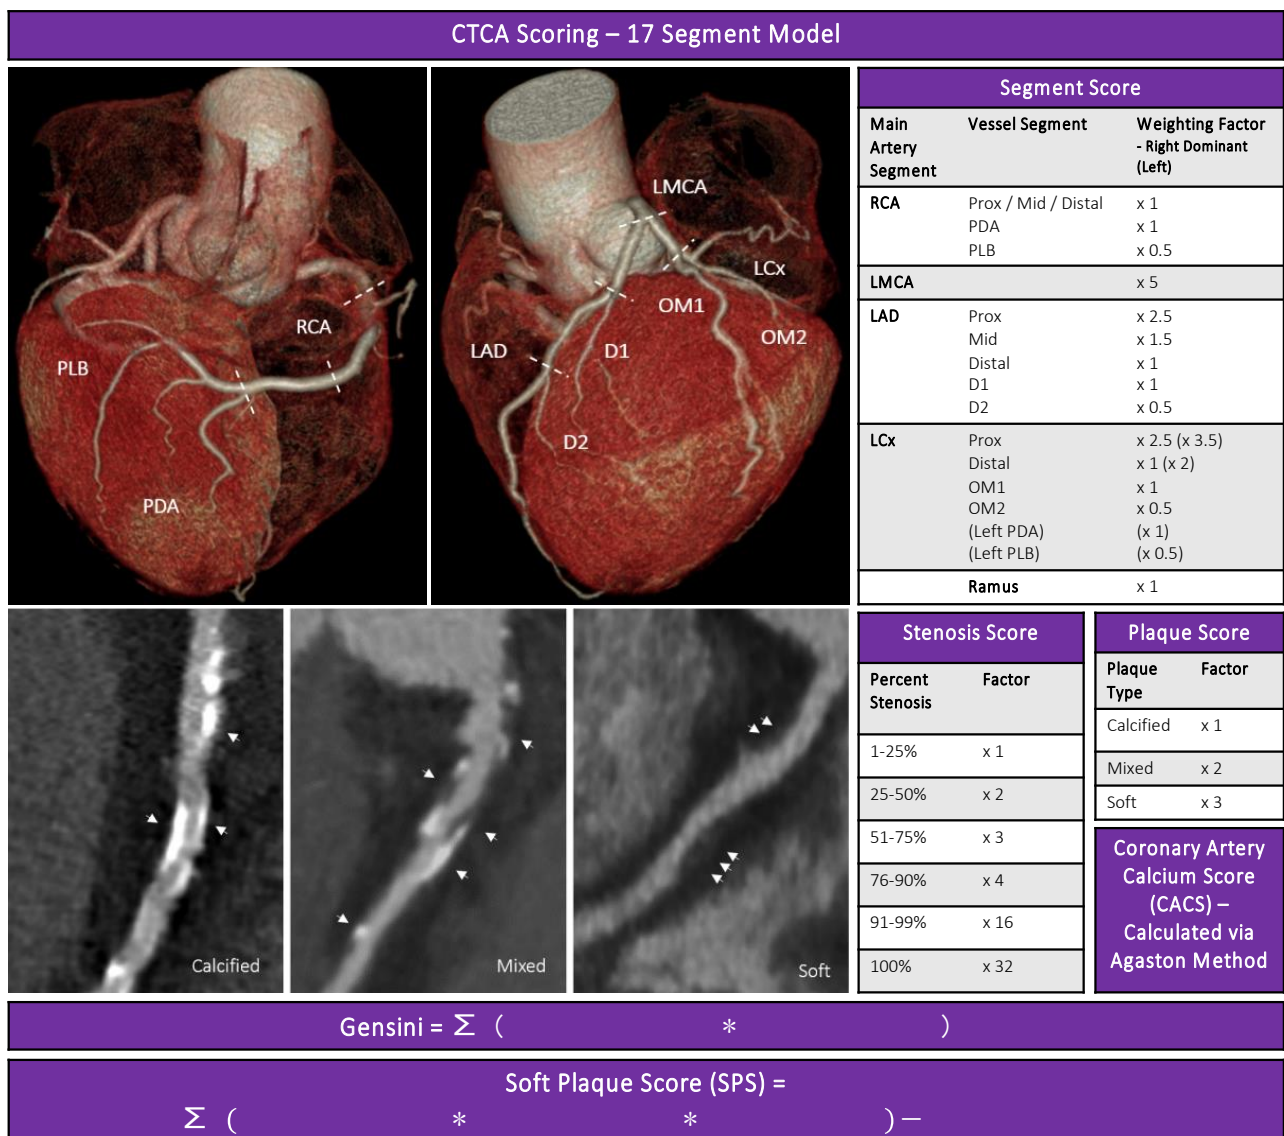 CTCA Scoring – 17 Segment Model
RCA
PLB
PDA
LMCA
LCx
OM1
OM2
LAD
D1
D2
Segment Score
Main Artery Segment Vessel Segment Weighting Factor - Right Dominant (Left)
RCA Prox / Mid / Distal x 1
PDA x 1
PLB x 0.5
LMCA x 5
LAD Prox x 2.5
Mid x 1.5
Distal x 1
D1 x 1
D2 x 0.5
LCx Prox x 2.5 (x 3.5)
Distal x 1 (x 2)
OM1 x 1
OM2 x 0.5
(Left PDA) (x 1)
(Left PLB) (x 0.5)
Ramus x 1
Calcified
Mixed
Soft
Stenosis Score
Percent Stenosis Factor
1-25% x 1
25-50% x 2
51-75% x 3
76-90% x 4
91-99% x 16
100% x 32
Plaque Score
Plaque Type Factor
Calcified x 1
Mixed x 2
Soft x 3
Coronary Artery
Calcium Score
(CACS) –
Calculated via
Agaston Method
Gensini = Σ ( * )
Soft Plaque Score (SPS) =
Σ ( * * ) –